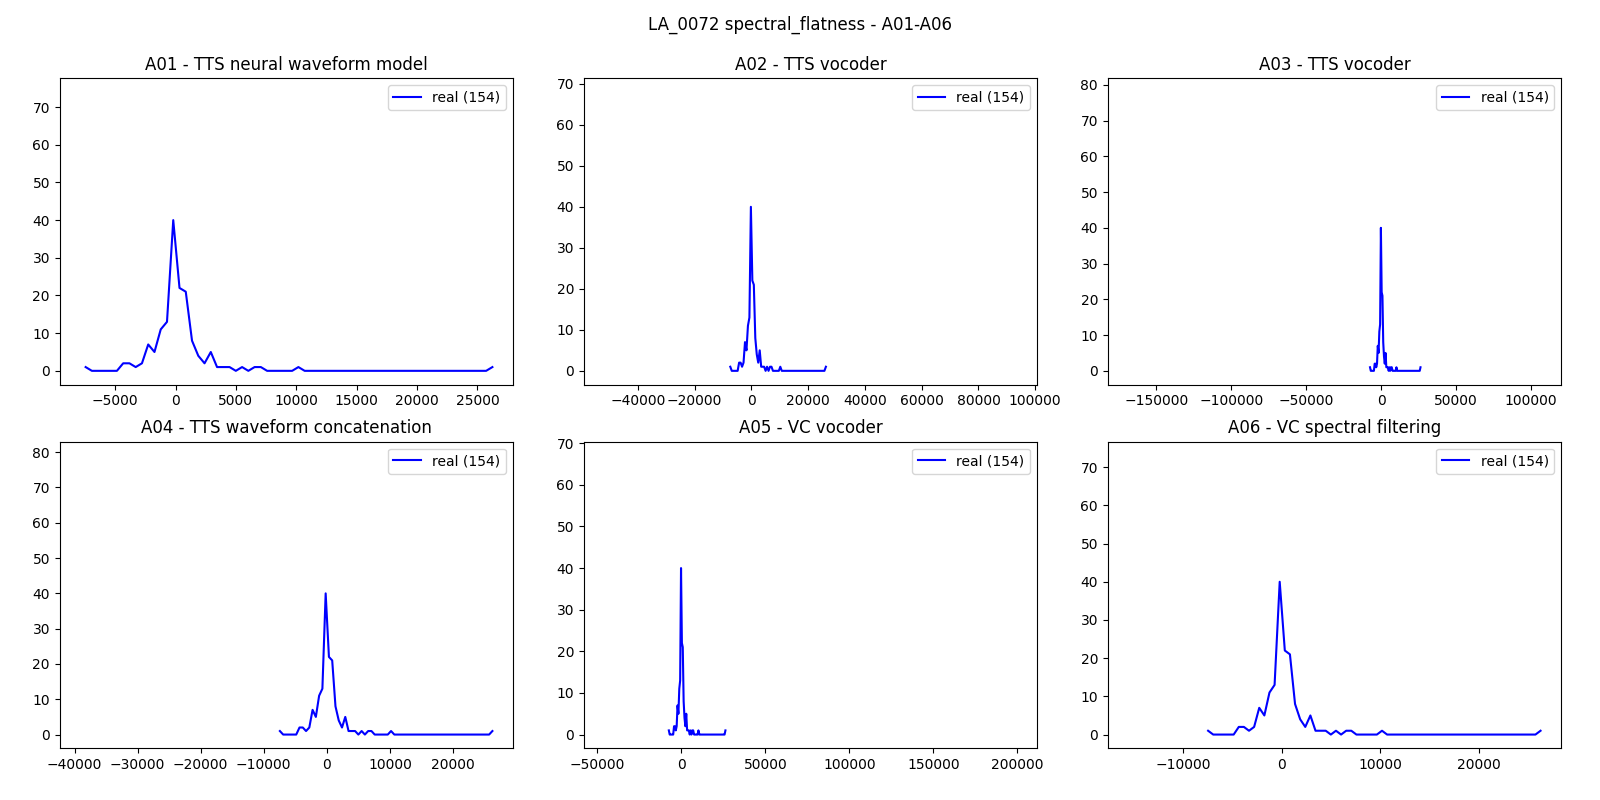 LA_0072 spectral_flatness - A01-A06
A01 - TTS neural waveform model
real (154)
70
60
50
40
30
20
10
0
−5000 0 5000 10000 15000 20000 25000
A02 - TTS vocoder
real (154)
70
60
50
40
30
20
10
0
−40000 −20000 0 20000 40000 60000 80000 100000
A03 - TTS vocoder
real (154)
80
70
60
50
40
30
20
10
0
−150000 −100000 −50000 0 50000 100000
A04 - TTS waveform concatenation
real (154)
80
70
60
50
40
30
20
10
0
−40000 −30000 −20000 −10000 0 10000 20000
A05 - VC vocoder
real (154)
70
60
50
40
30
20
10
0
−50000 0 50000 100000 150000 200000
A06 - VC spectral filtering
real (154)
70
60
50
40
30
20
10
0
−10000 0 10000 20000